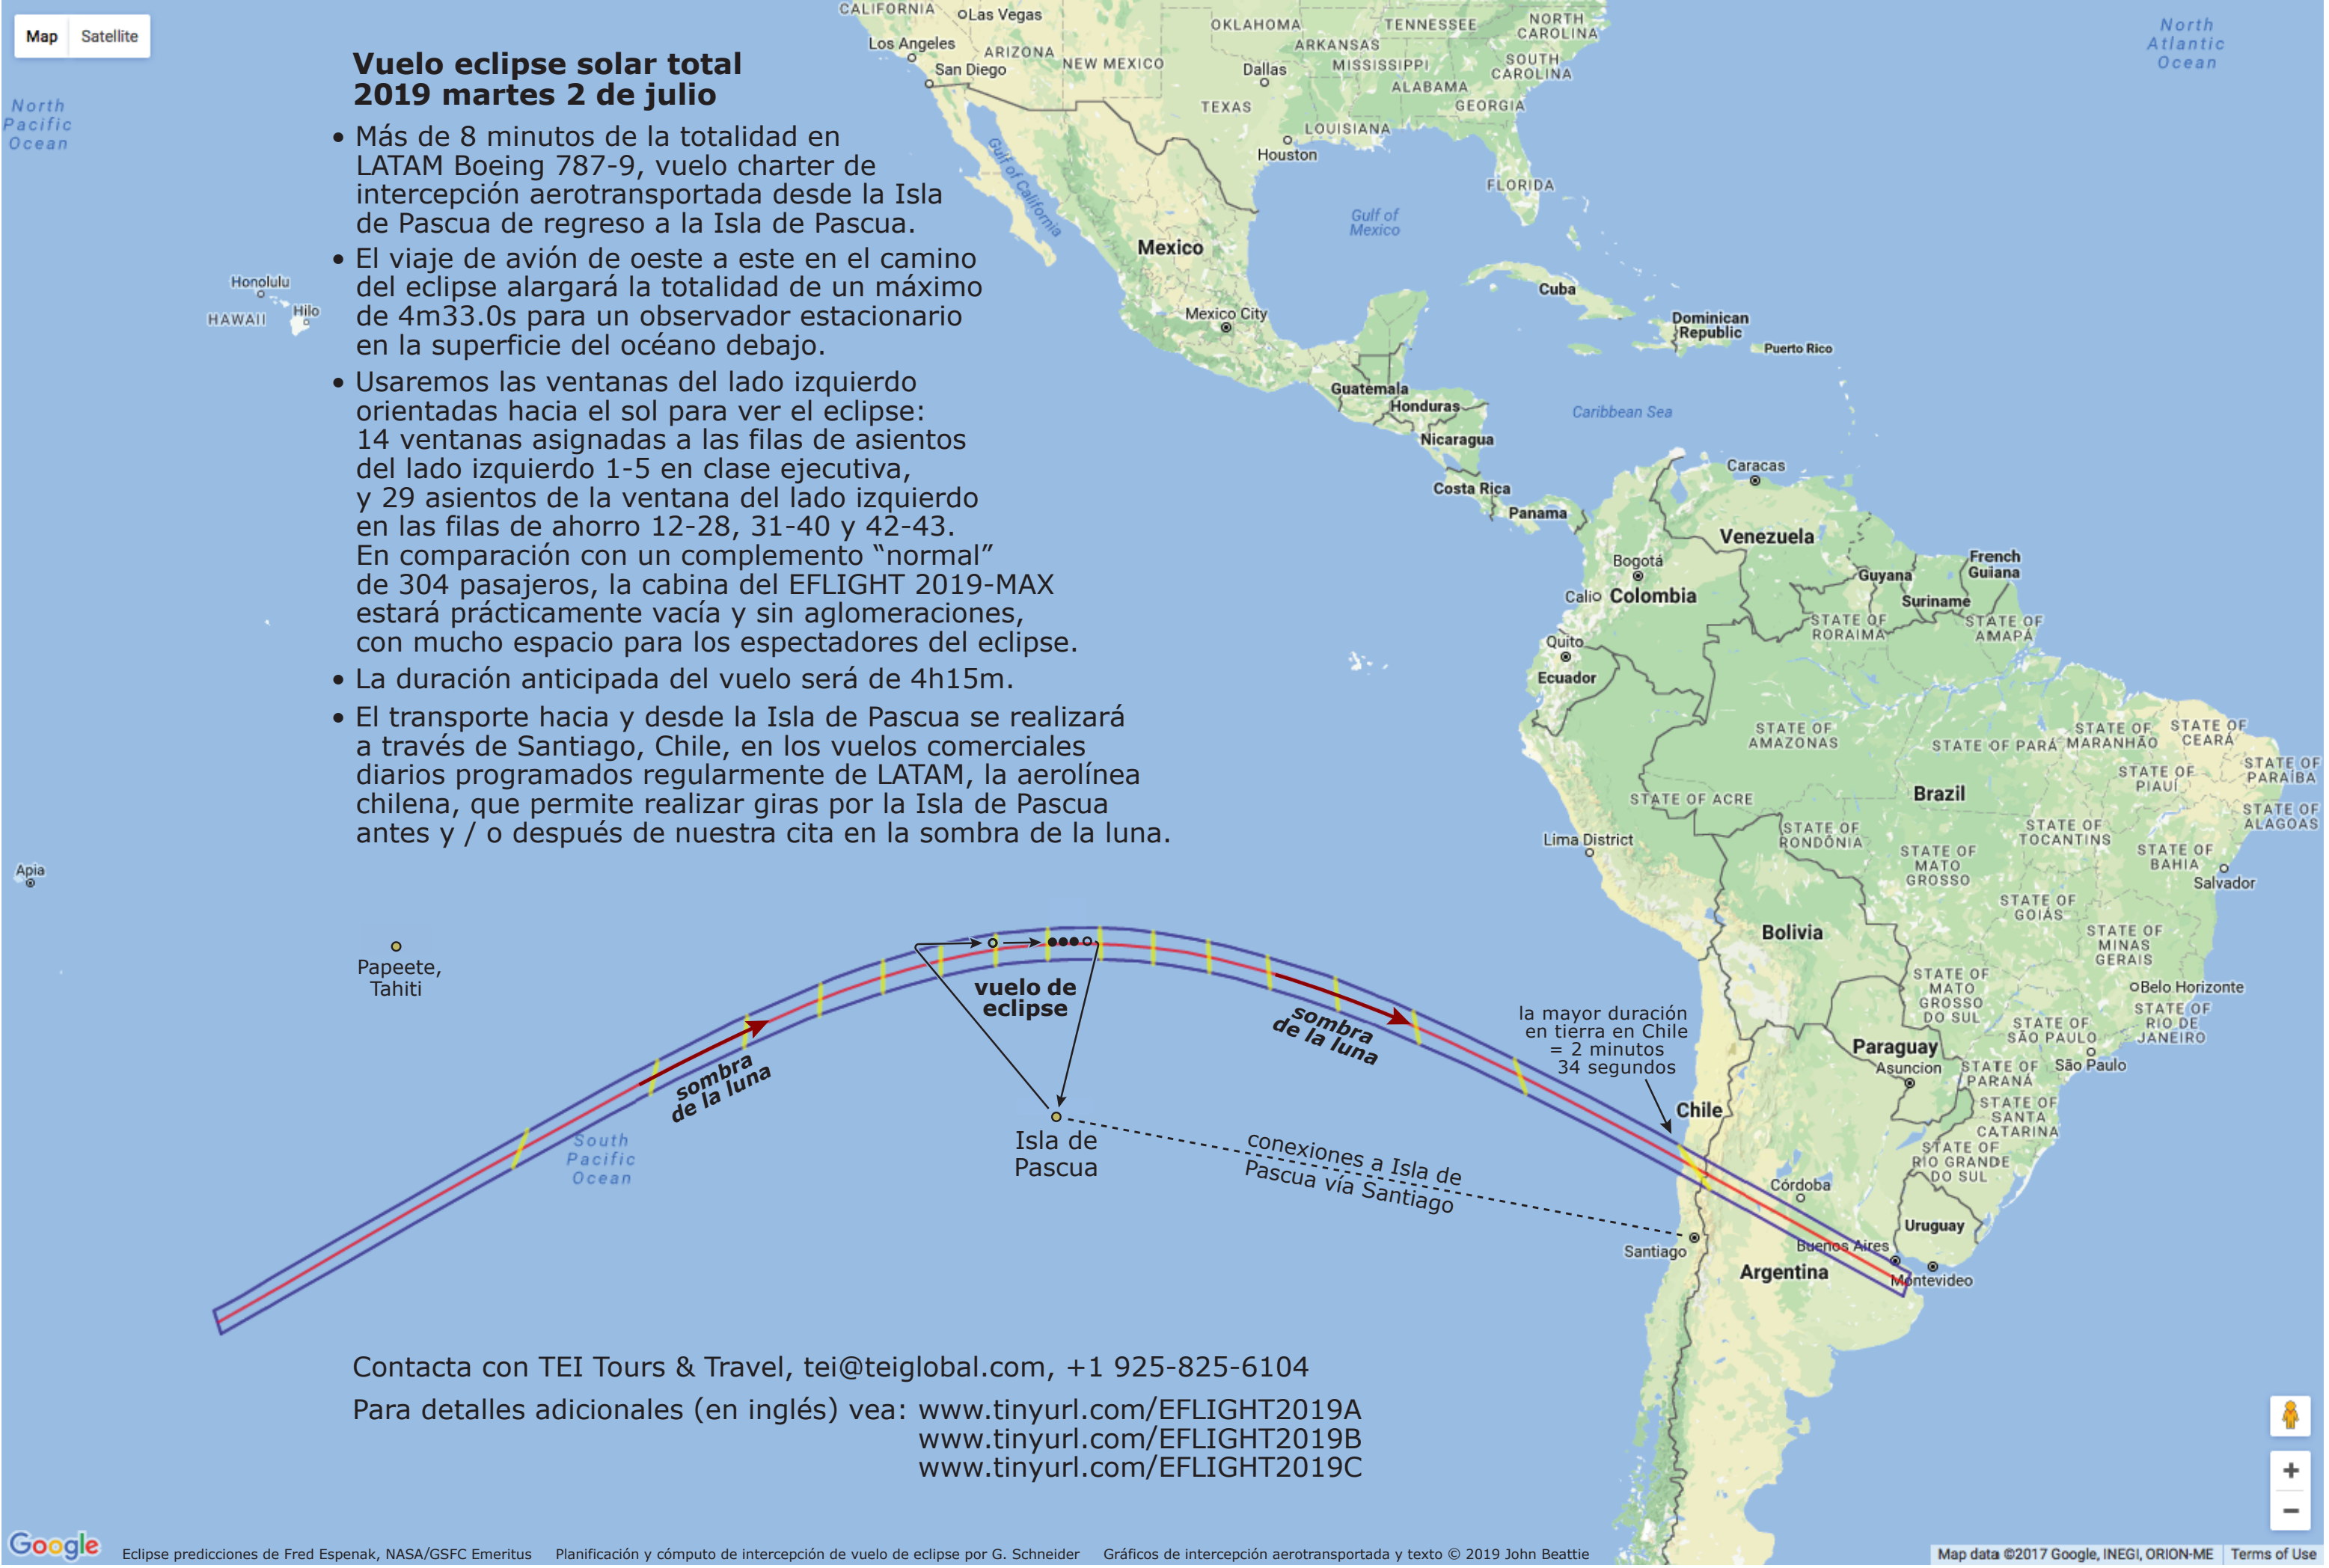 Map
Satellite
Vuelo eclipse solar total
2019 martes 2 de julio
• Más de 8 minutos de la totalidad en
LATAM Boeing 787-9, vuelo charter de
intercepción aerotransportada desde la Isla
de Pascua de regreso a la Isla de Pascua.
• El viaje de avión de oeste a este en el camino
del eclipse alargará la totalidad de un máximo
de 4m33.0s para un observador estacionario
en la superficie del océano debajo.
• Usaremos las ventanas del lado izquierdo
orientadas hacia el sol para ver el eclipse:
14 ventanas asignadas a las filas de asientos
del lado izquierdo 1-5 en clase ejecutiva,
y 29 asientos de la ventana del lado izquierdo
en las filas de ahorro 12-28, 31-40 y 42-43.
En comparación con un complemento “normal”
de 304 pasajeros, la cabina del EFLIGHT 2019-MAX
estará prácticamente vacía y sin aglomeraciones,
con mucho espacio para los espectadores del eclipse.
• La duración anticipada del vuelo será de 4h15m.
• El transporte hacia y desde la Isla de Pascua se realizará
a través de Santiago, Chile, en los vuelos comerciales
diarios programados regularmente de LATAM, la aerolínea
chilena, que permite realizar giras por la Isla de Pascua
antes y / o después de nuestra cita en la sombra de la luna.
North
Pacific
Ocean
Honolulu
HAWAII
Hilo
Apia
Papeete,
Tahiti
CALIFORNIA
Las Vegas
Los Angeles
San Diego
ARIZONA
NEW MEXICO
OKLAHOMA
ARKANSAS
TENNESSEE
NORTH
CAROLINA
Dallas
MISSISSIPPI
SOUTH
CAROLINA
ALABAMA
GEORGIA
TEXAS
LOUISIANA
Houston
FLORIDA
North
Atlantic
Ocean
Gulf of California
Gulf of
Mexico
Mexico
Mexico City
Cuba
Dominican
Republic
Puerto Rico
Guatemala
Honduras
Nicaragua
Caribbean Sea
Costa Rica
Panama
Caracas
Venezuela
Bogotá
Cali
Colombia
Guyana
French
Guiana
Suriname
STATE OF
RORAIMA
STATE OF
AMAPÁ
Quito
Ecuador
STATE OF
AMAZONAS
STATE OF PARÁ
STATE OF
MARANHÃO
STATE OF
CEARÁ
STATE OF
PIAUÍ
STATE OF
PARAÍBA
STATE OF ACRE
Brazil
STATE OF
ALAGOAS
Lima District
STATE OF
RONDÔNIA
STATE OF
TOCANTINS
STATE OF
MATO
GROSSO
STATE OF
BAHIA
Salvador
STATE OF
GOIÁS
Bolivia
STATE OF
MINAS
GERAIS
STATE OF
MATO
GROSSO
DO SUL
Belo Horizonte
STATE OF
RIO DE
JANEIRO
STATE OF
SÃO PAULO
São Paulo
Paraguay
Asuncion
STATE OF
PARANÁ
STATE OF
SANTA
CATARINA
STATE OF
RIO GRANDE
DO SUL
Chile
Córdoba
Uruguay
Buenos Aires
Montevideo
Santiago
Argentina
vuelo de
eclipse
sombra
de la luna
sombra
de la luna
la mayor duración
en tierra en Chile
= 2 minutos
34 segundos
South
Pacific
Ocean
Isla de
Pascua
conexiones a Isla de
Pascua vía Santiago
Contacta con TEI Tours & Travel, tei@teiglobal.com, +1 925-825-6104
Para detalles adicionales (en inglés) vea: www.tinyurl.com/EFLIGHT2019A
www.tinyurl.com/EFLIGHT2019B
www.tinyurl.com/EFLIGHT2019C
+
−
Google
Eclipse predicciones de Fred Espenak, NASA/GSFC Emeritus
Planificación y cómputo de intercepción de vuelo de eclipse por G. Schneider
Gráficos de intercepción aerotransportada y texto © 2019 John Beattie
Map data ©2017 Google, INEGI, ORION-ME
Terms of Use